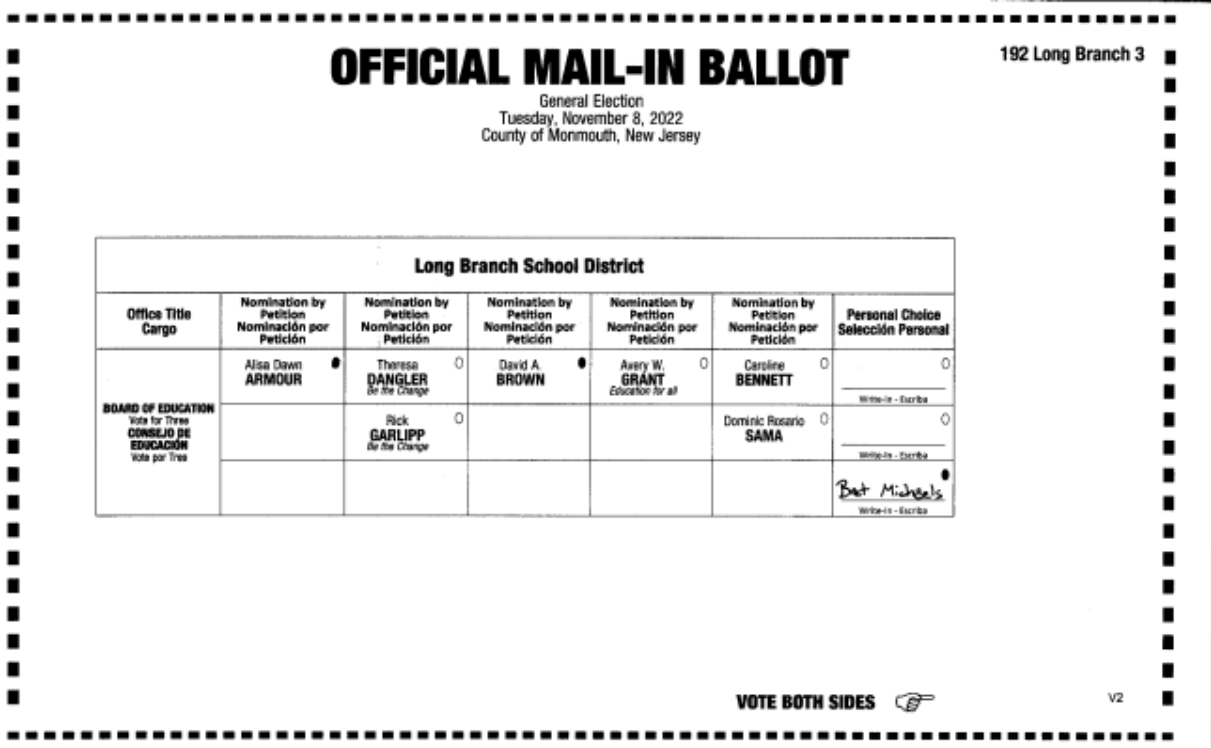 OFFICIAL MAIL-IN BALLOT
192 Long Branch 3
General Election
Tuesday, November 8, 2022
County of Monmouth, New Jersey
Long Branch School District
Office Title
Cargo
Nomination by
Petition
Nominación por
Petición
Nomination by
Petition
Nominación por
Petición
Nomination by
Petition
Nominación por
Petición
Nomination by
Petition
Nominación por
Petición
Nomination by
Petition
Nominación por
Petición
Personal Choice
Selección Personal
BOARD OF EDUCATION
Vote for Three
CONSEJO DE
EDUCACIÓN
Vote por Tres
Alisa Dawn
ARMOUR
Theresa
DANGLER
Be the Change
David A.
BROWN
Avery W.
GRANT
Education for all
Caroline
BENNETT
Write-in - Escriba
Rick
GARLIPP
Be the Change
Dominic Rosario
SAMA
Write-in - Escriba
Michaels
Write-in - Escriba
VOTE BOTH SIDES
V2